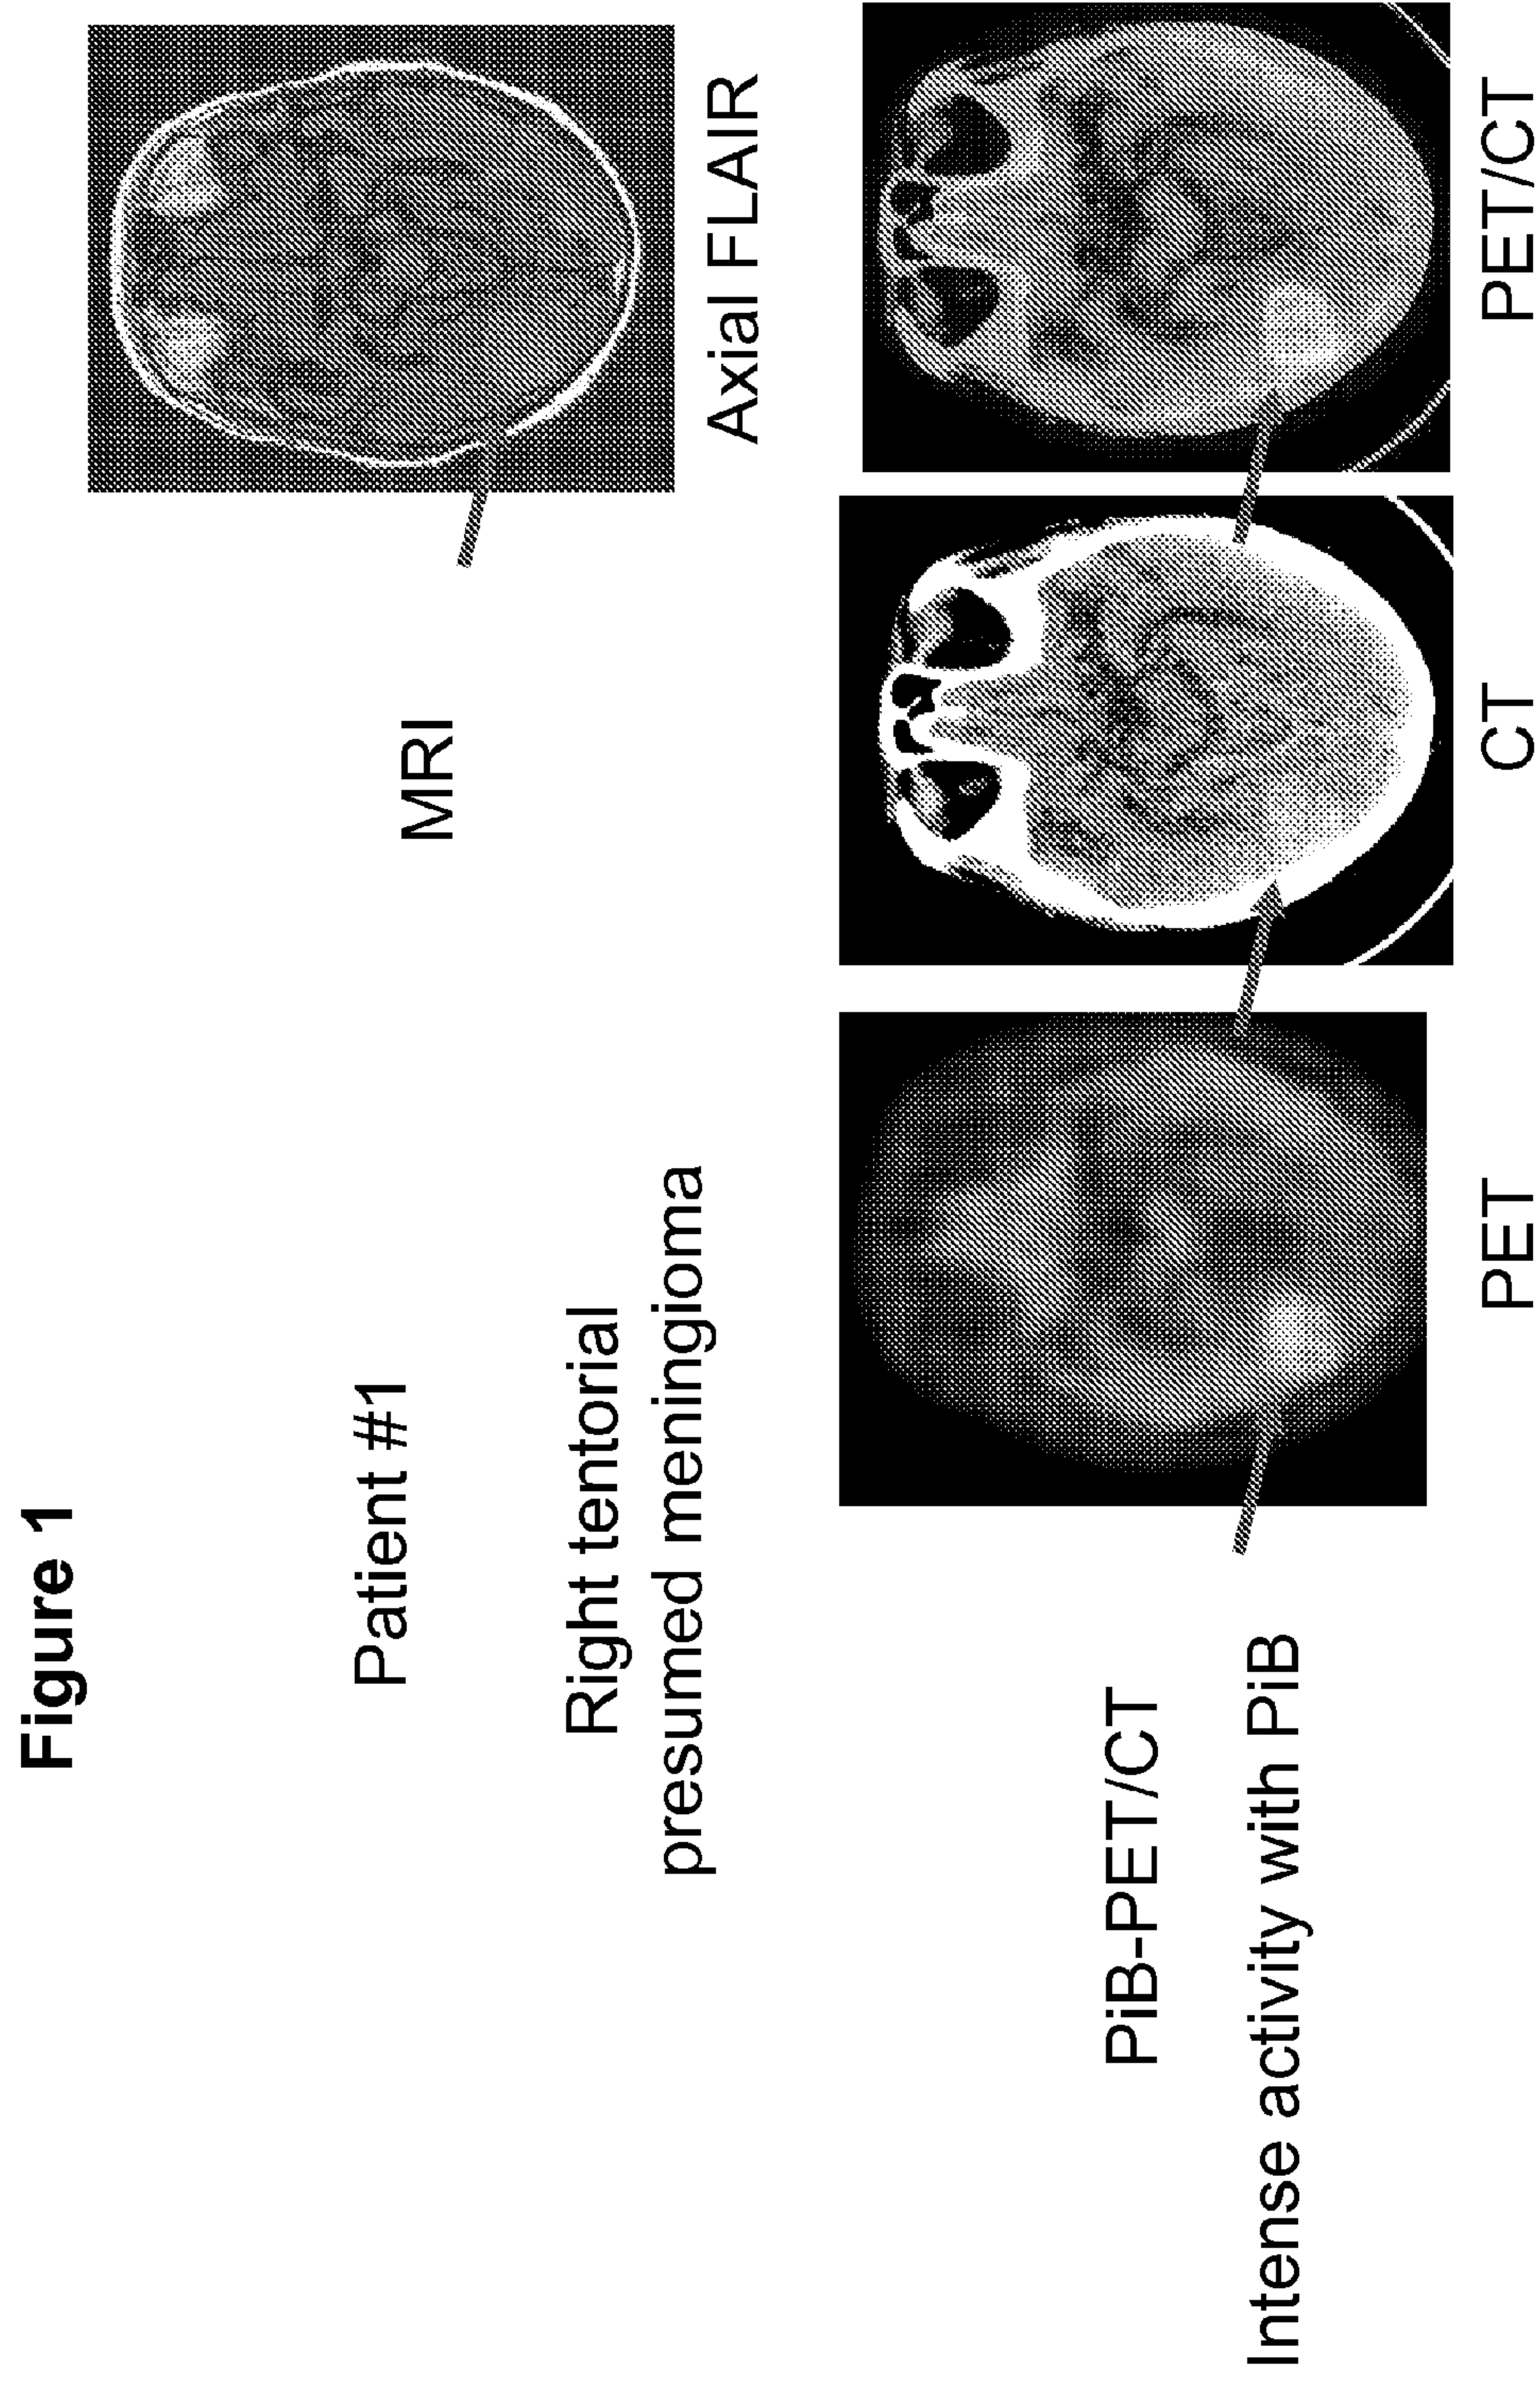 Figure 1
Patient #1
MRI
Right tentorial
presumed meningioma
Axial FLAIR
PiB-PET/CT
Intense activity with PiB
PET
CT
PET/CT